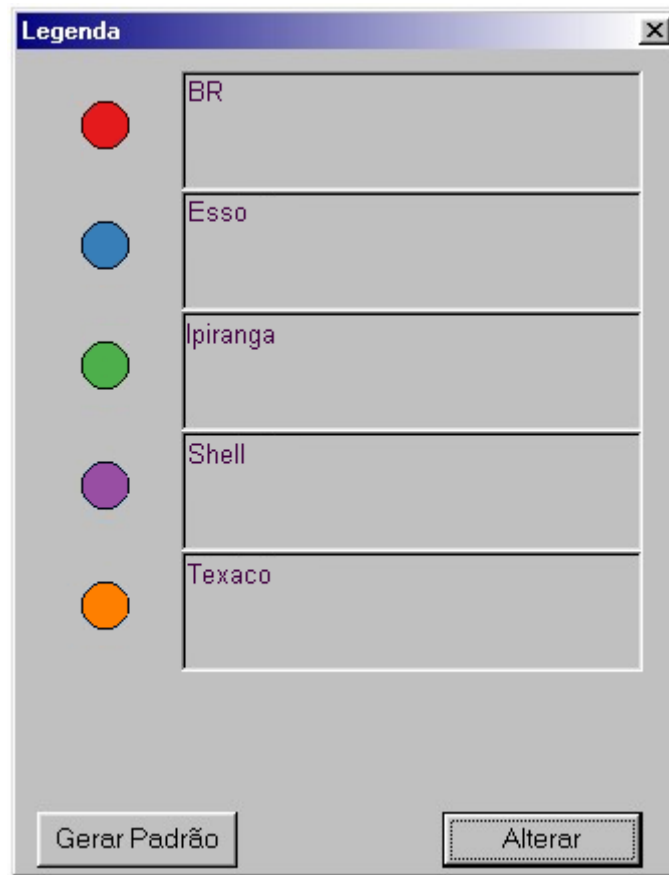 Legenda
BR
Esso
Ipiranga
Shell
Texaco
Gerar Padrão
Alterar